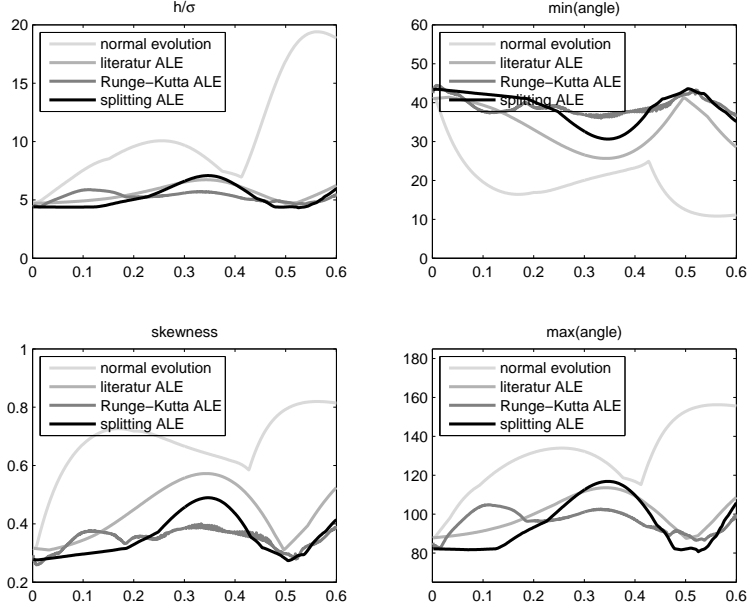 h/σ
20
15
10
5
0
normal evolution
literatur ALE
Runge−Kutta ALE
splitting ALE
0 0.1 0.2 0.3 0.4 0.5 0.6
min(angle)
60
50
40
30
20
10
0
normal evolution
literatur ALE
Runge−Kutta ALE
splitting ALE
0 0.1 0.2 0.3 0.4 0.5 0.6
skewness
1
0.8
0.6
0.4
0.2
normal evolution
literatur ALE
Runge−Kutta ALE
splitting ALE
0 0.1 0.2 0.3 0.4 0.5 0.6
max(angle)
180
160
140
120
100
80
normal evolution
literatur ALE
Runge−Kutta ALE
splitting ALE
0 0.1 0.2 0.3 0.4 0.5 0.6